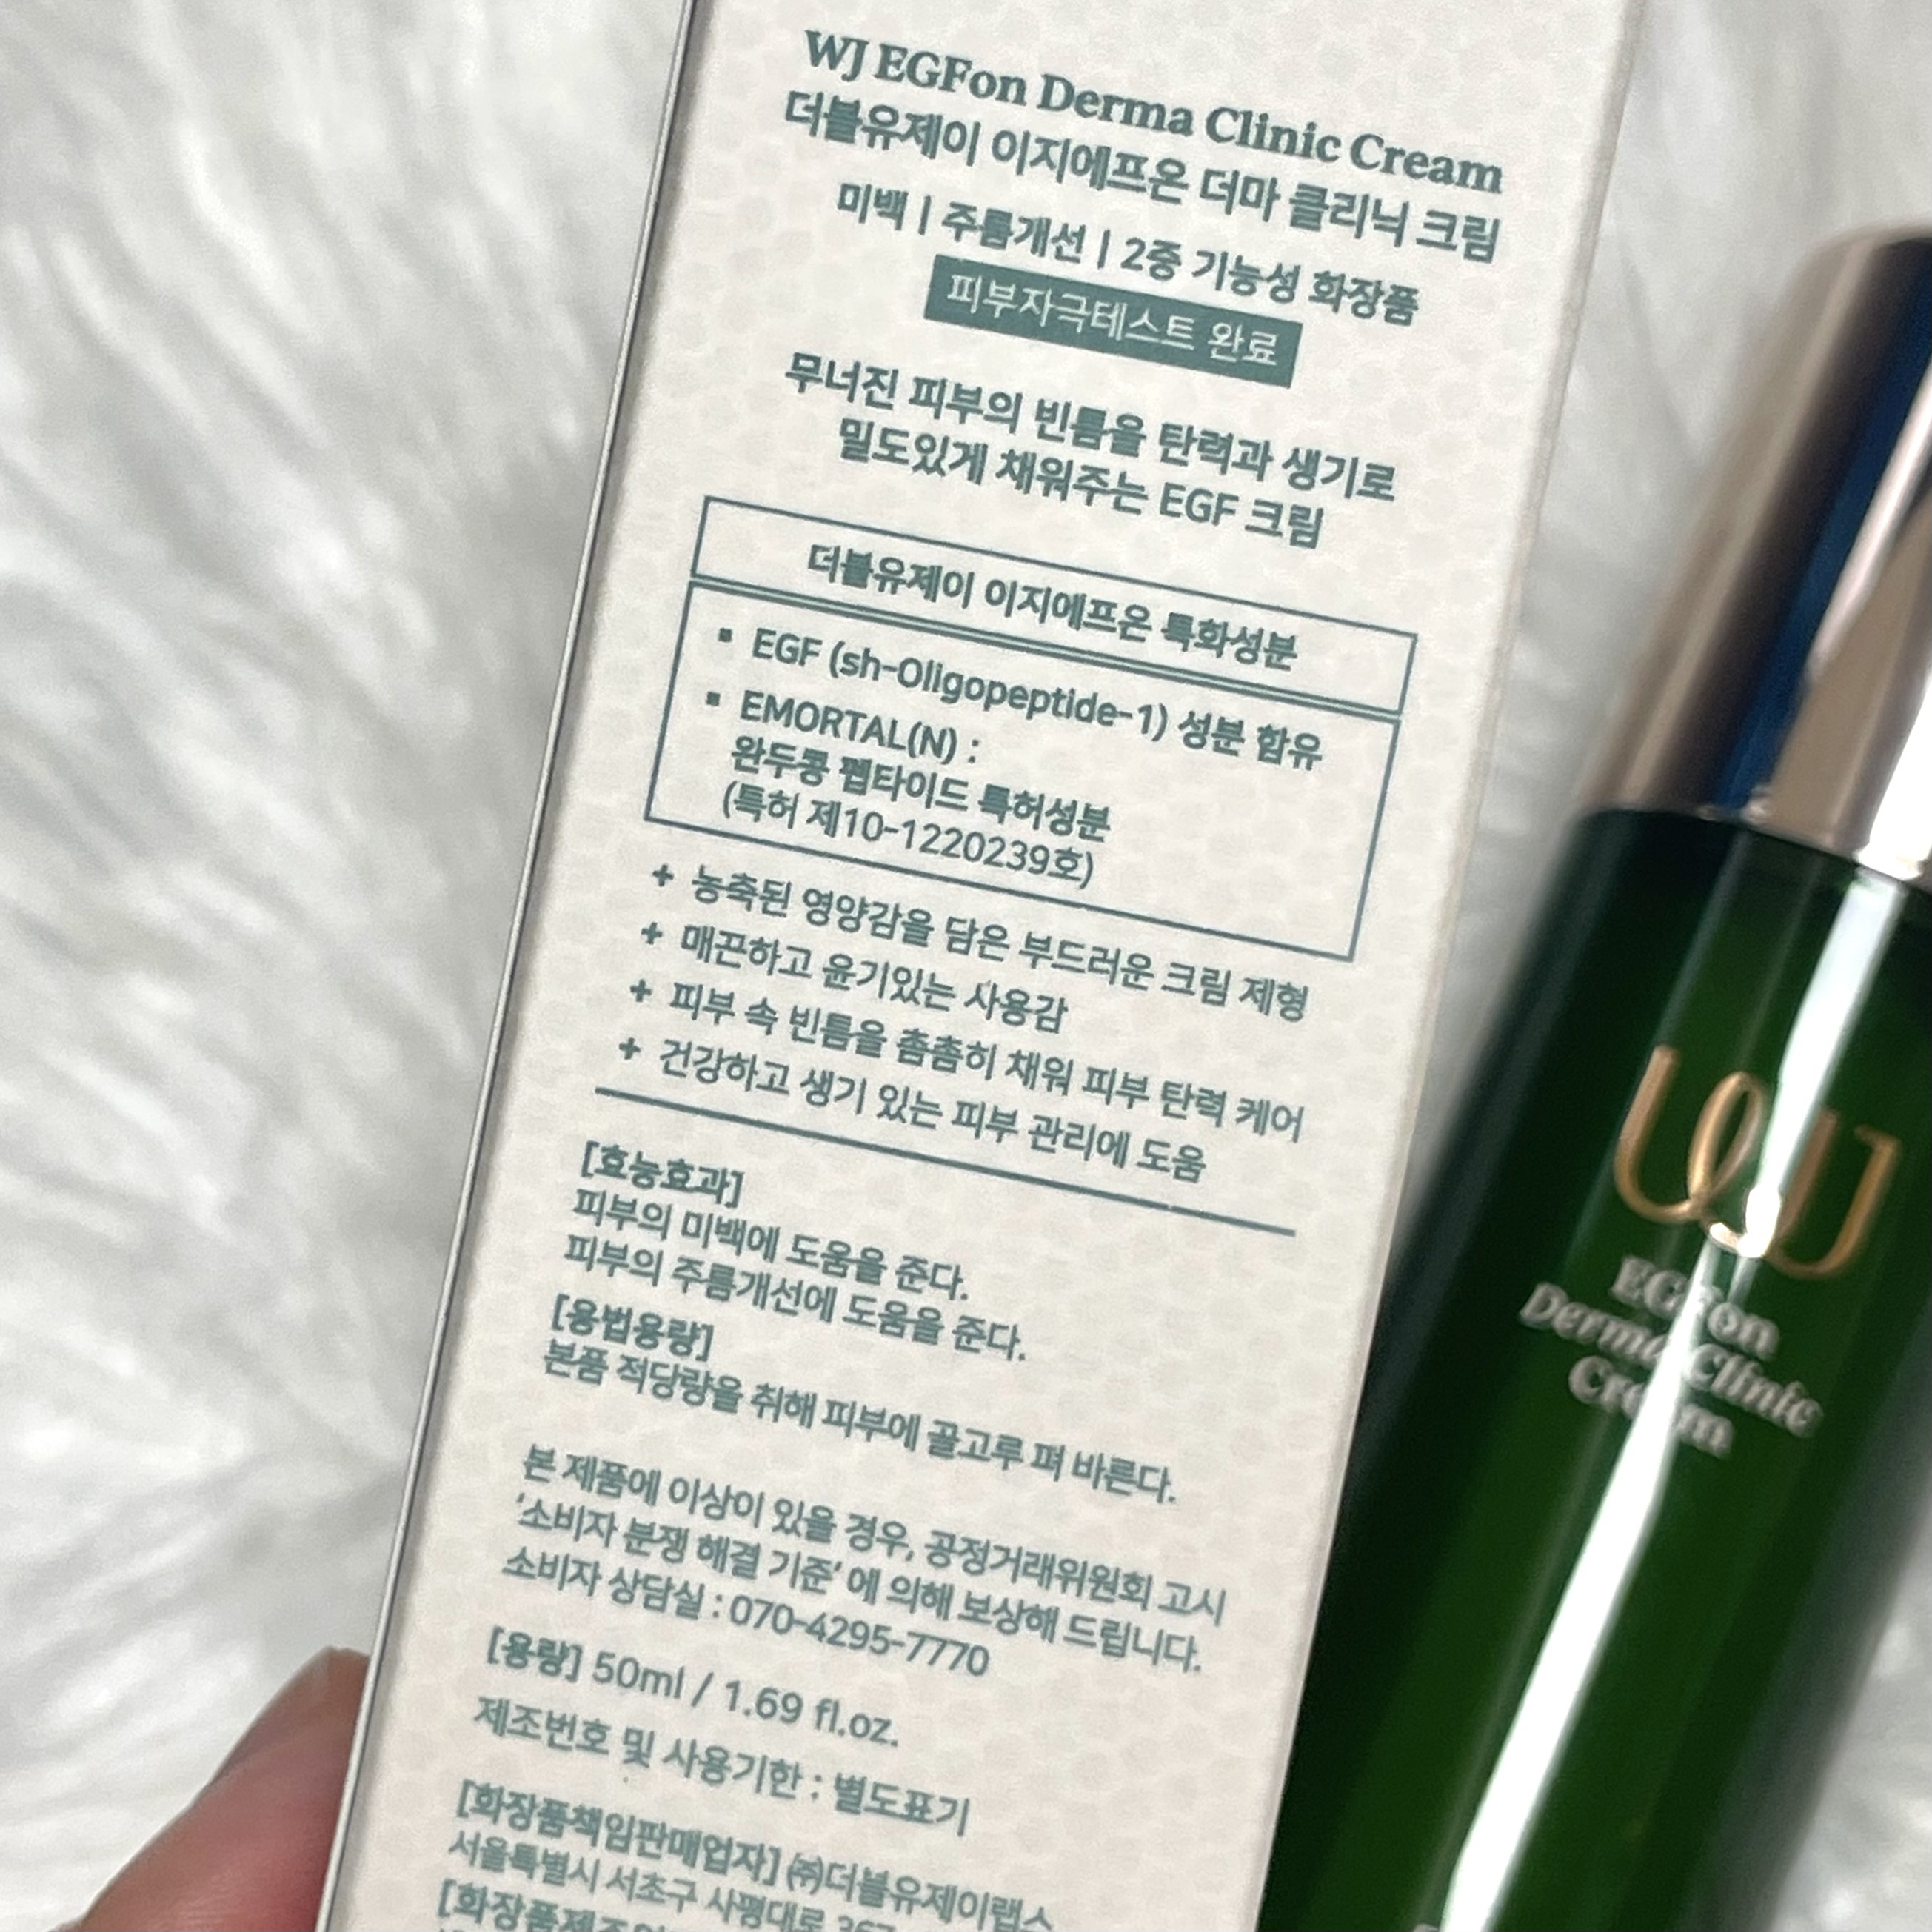 WJ EGFon Derma Clinic Cream
더블유제이 이지에프온 더마 클리닉 크림
미백 | 주름개선 | 2중 기능성 화장품
피부자극테스트 완료
무너진 피부의 빈틈을 탄력과 생기로
밀도있게 채워주는 EGF 크림
더블유제이 이지에프온 특화성분
▪ EGF (sh-Oligopeptide-1) 성분 함유
▪ EMORTAL(N) :
완두콩 펩타이드 특허성분
(특허 제10-1220239호)
+ 농축된 영양감을 담은 부드러운 크림 제형
+ 매끈하고 윤기있는 사용감
+ 피부 속 빈틈을 촘촘히 채워 피부 탄력 케어
+ 건강하고 생기 있는 피부 관리에 도움
[효능효과]
피부의 미백에 도움을 준다.
피부의 주름개선에 도움을 준다.
[용법용량]
본품 적당량을 취해 피부에 골고루 펴 바른다.
본 제품에 이상이 있을 경우, 공정거래위원회 고시
'소비자 분쟁 해결 기준' 에 의해 보상해 드립니다.
소비자 상담실 : 070-4295-7770
[용량] 50ml / 1.69 fl.oz.
제조번호 및 사용기한 : 별도표기
[화장품책임판매업자] ㈜더블유제이랩스
서울특별시 서초구 사평대로
WJ
EGFon
Derma Clinic
Cream